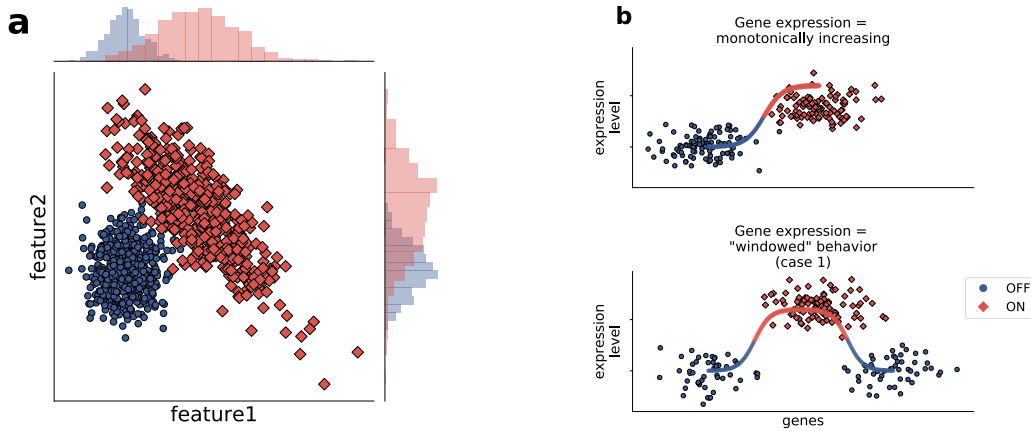 a
feature2
feature1
b
Gene expression =
monotonically increasing
expression
level
Gene expression =
"windowed" behavior
(case 1)
expression
level
genes
OFF
ON